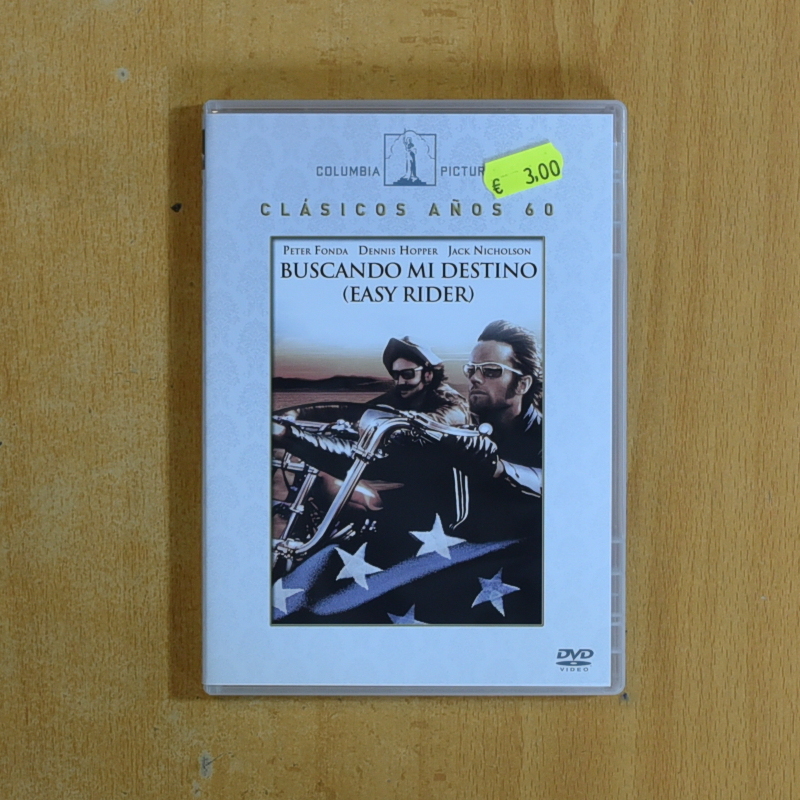 COLUMBIA PICTUR
€ 3,00
CLÁSICOS AÑOS 60
PETER FONDA DENNIS HOPPER JACK NICHOLSON
BUSCANDO MI DESTINO
(EASY RIDER)
DVD
VIDEO